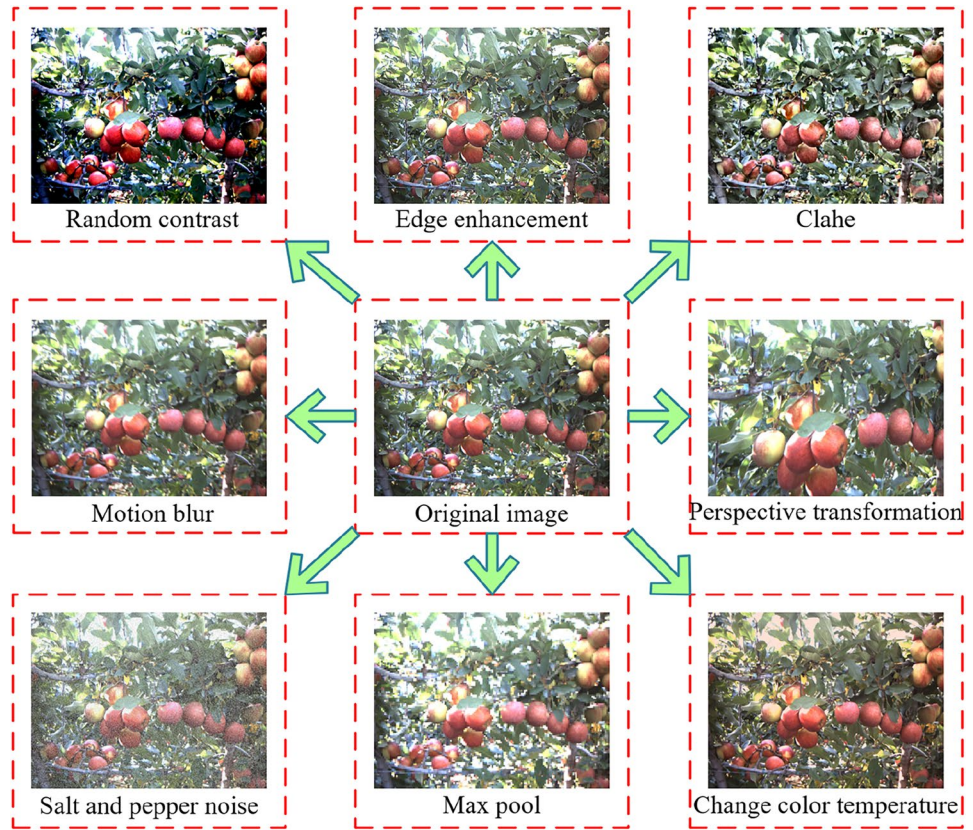 Random contrast
Edge enhancement
Clahe
Motion blur
Original image
Perspective transformation
Salt and pepper noise
Max pool
Change color temperature